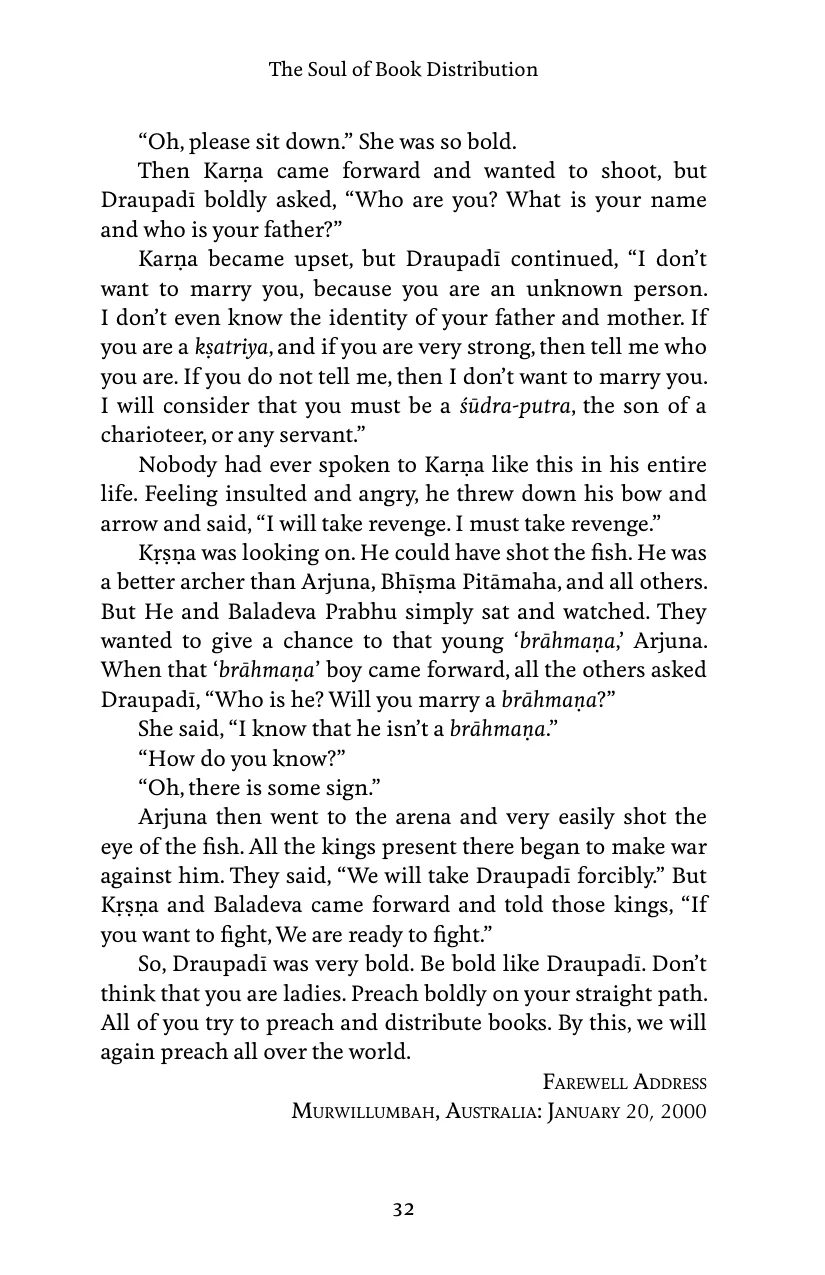 The Soul of Book Distribution
“Oh, please sit down.” She was so bold.
Then Karṇa came forward and wanted to shoot, but
Draupadī boldly asked, “Who are you? What is your name
and who is your father?”
Karṇa became upset, but Draupadī continued, “I don’t
want to marry you, because you are an unknown person.
I don’t even know the identity of your father and mother. If
you are a kṣatriya, and if you are very strong, then tell me who
you are. If you do not tell me, then I don’t want to marry you.
I will consider that you must be a śūdra-putra, the son of a
charioteer, or any servant.”
Nobody had ever spoken to Karṇa like this in his entire
life. Feeling insulted and angry, he threw down his bow and
arrow and said, “I will take revenge. I must take revenge.”
Kṛṣṇa was looking on. He could have shot the fish. He was
a better archer than Arjuna, Bhīṣma Pitāmaha, and all others.
But He and Baladeva Prabhu simply sat and watched. They
wanted to give a chance to that young ‘brāhmaṇa,’ Arjuna.
When that ‘brāhmaṇa’ boy came forward, all the others asked
Draupadī, “Who is he? Will you marry a brāhmaṇa?”
She said, “I know that he isn’t a brāhmaṇa.”
“How do you know?”
“Oh, there is some sign.”
Arjuna then went to the arena and very easily shot the
eye of the fish. All the kings present there began to make war
against him. They said, “We will take Draupadī forcibly.” But
Kṛṣṇa and Baladeva came forward and told those kings, “If
you want to fight, We are ready to fight.”
So, Draupadī was very bold. Be bold like Draupadī. Don’t
think that you are ladies. Preach boldly on your straight path.
All of you try to preach and distribute books. By this, we will
again preach all over the world.
Farewell Address
Murwillumbah, Australia: January 20, 2000
32